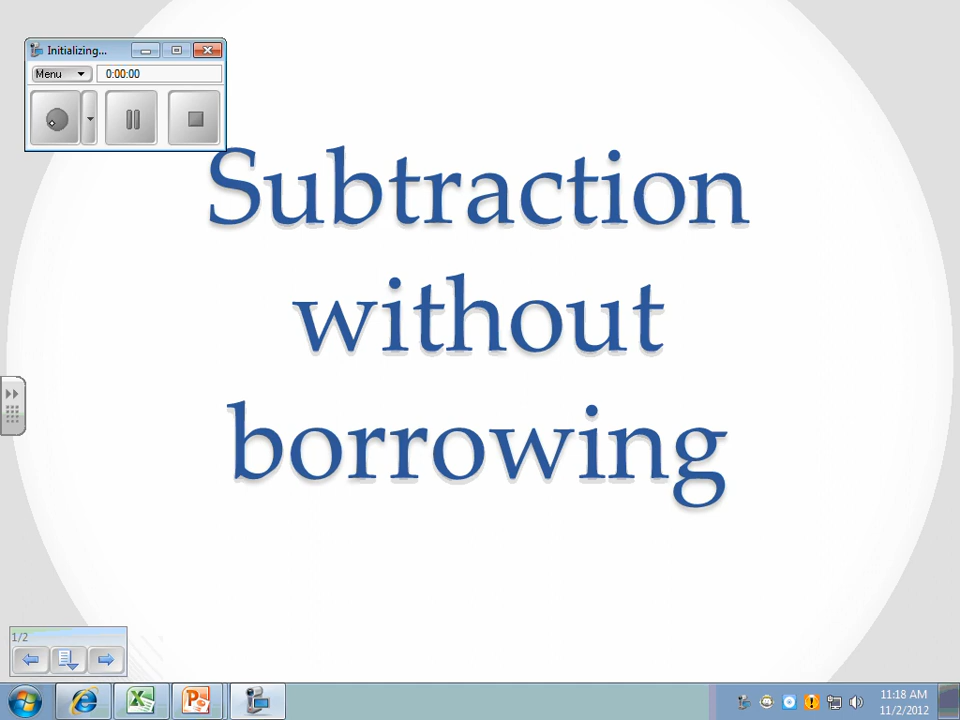 Initializing...
Menu
0:00:00
Subtraction
without
borrowing
1/2
11:18 AM
11/2/2012